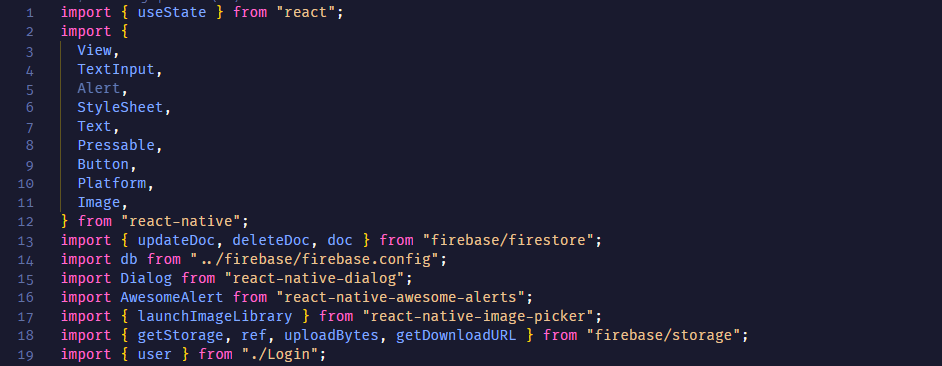 1 import { useState } from "react";
2 import {
3 View,
4 TextInput,
5 Alert,
6 StyleSheet,
7 Text,
8 Pressable,
9 Button,
10 Platform,
11 Image,
12 } from "react-native";
13 import { updateDoc, deleteDoc, doc } from "firebase/firestore";
14 import db from "../firebase/firebase.config";
15 import Dialog from "react-native-dialog";
16 import AwesomeAlert from "react-native-awesome-alerts";
17 import { launchImageLibrary } from "react-native-image-picker";
18 import { getStorage, ref, uploadBytes, getDownloadURL } from "firebase/storage";
19 import { user } from "./Login";